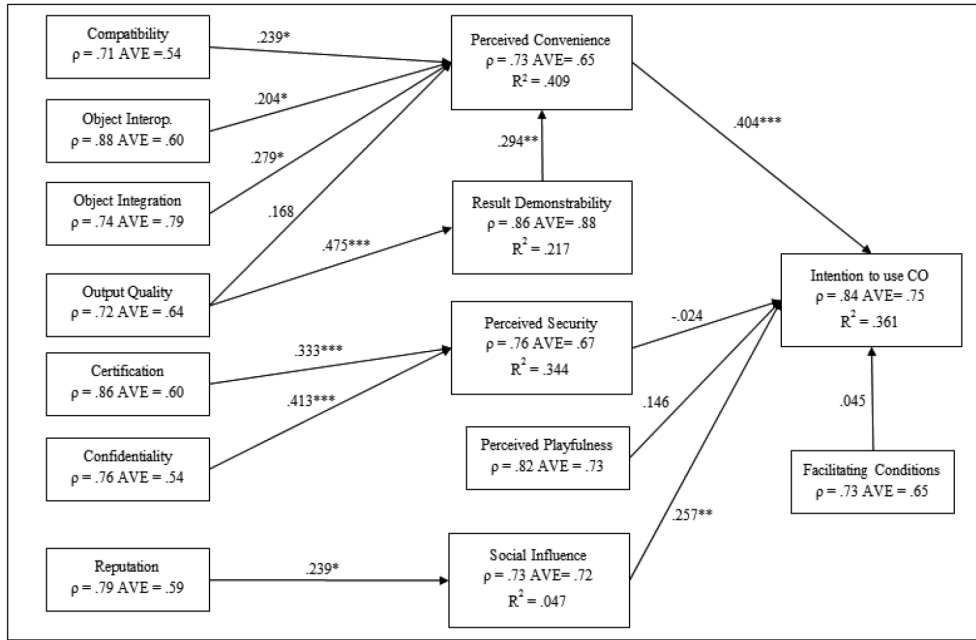 Compatibility
ρ = .71 AVE =.54
Object Interop.
ρ = .88 AVE = .60
Object Integration
ρ = .74 AVE = .79
Output Quality
ρ = .72 AVE = .64
Certification
ρ = .86 AVE = .60
Confidentiality
ρ = .76 AVE = .54
Reputation
ρ = .79 AVE = .59
.239*
.204*
.279*
.168
.475***
.333***
.413***
.239*
Perceived Convenience
ρ = .73 AVE= .65
R² = .409
.294**
Result Demonstrability
ρ = .86 AVE= .88
R² = .217
Perceived Security
ρ = .76 AVE= .67
R² = .344
Perceived Playfulness
ρ = .82 AVE = .73
Social Influence
ρ = .73 AVE= .72
R² = .047
.404***
-.024
.146
.257**
Intention to use CO
ρ = .84 AVE= .75
R² = .361
.045
Facilitating Conditions
ρ = .73 AVE = .65